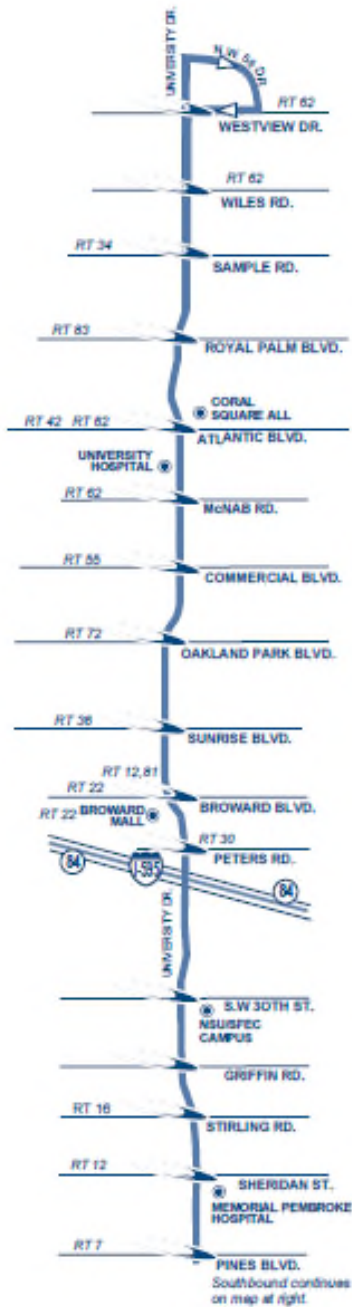 UNIVERSITY DR.
N.W 56 DR
RT 62
WESTVIEW DR.
RT 62
WILES RD.
RT 34
SAMPLE RD.
RT 83
ROYAL PALM BLVD.
CORAL
SQUARE ALL
RT 42 RT 62
ATLANTIC BLVD.
UNIVERSITY
HOSPITAL
RT 62
McNAB RD.
RT 55
COMMERCIAL BLVD.
RT 72
OAKLAND PARK BLVD.
RT 36
SUNRISE BLVD.
RT 12,81
RT 22
BROWARD BLVD.
RT 22 BROWARD
MALL
RT 30
PETERS RD.
84
I-595
84
UNIVERSITY DR.
S.W 30TH ST.
NSU/SFEC
CAMPUS
GRIFFIN RD.
RT 16
STIRLING RD.
RT 12
SHERIDAN ST.
MEMORIAL PEMBROKE
HOSPITAL
RT 7
PINES BLVD.
Southbound continues
on map at right.